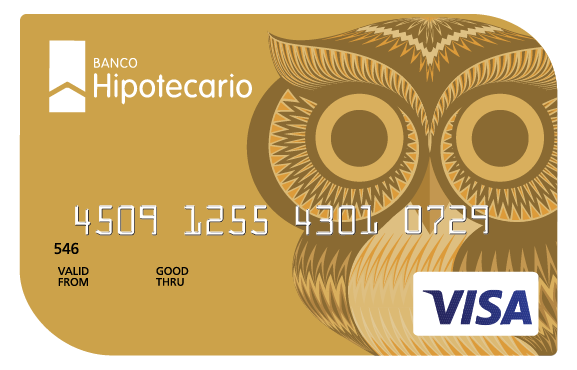 BANCO
Hipotecario
4509 1255 4301 0729
546
VALID FROM
GOOD THRU
VISA